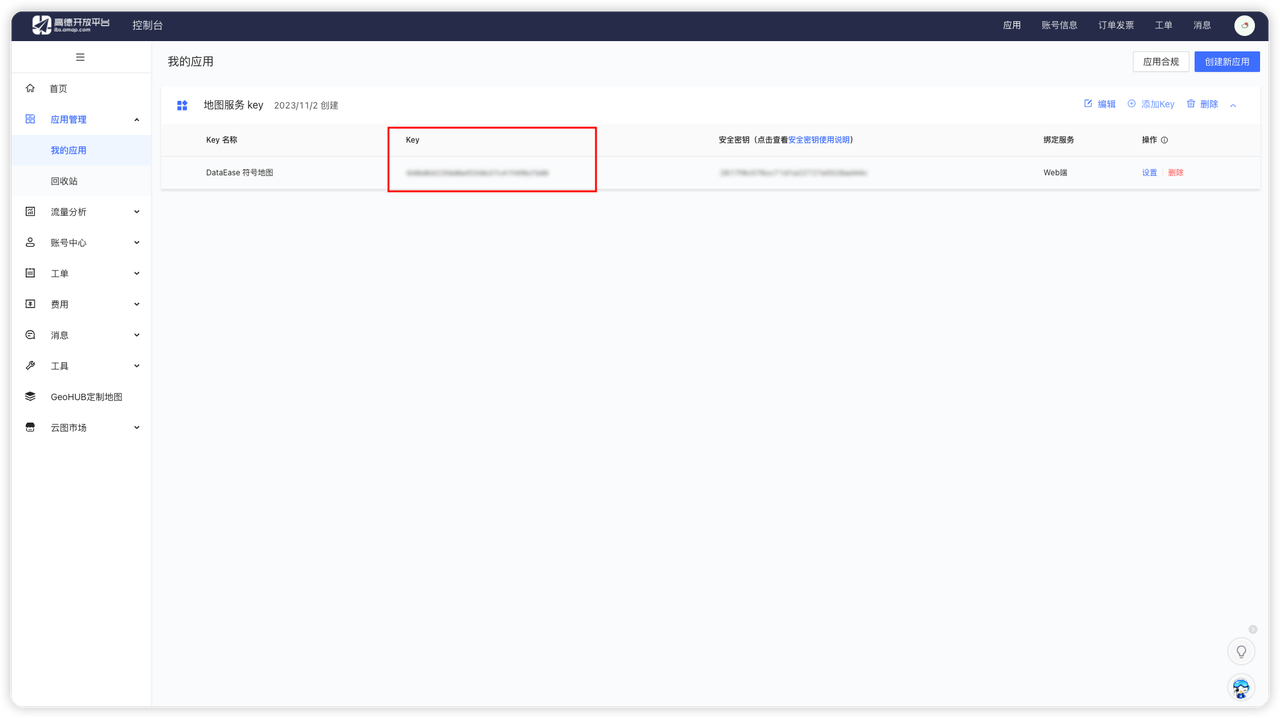 高德开放平台 控制台 应用 账号信息 订单发票 工单 消息
lbs.amap.com
我的应用 应用合规 创建新应用
首页
地图服务 key 2023/11/2 创建 编辑 添加Key 删除
应用管理
Key 名称 Key 安全密钥（点击查看安全密钥使用说明） 绑定服务 操作
我的应用
DataEase 符号地图 Web端 设置 删除
回收站
流量分析
账号中心
工单
费用
消息
工具
GeoHUB定制地图
云图市场